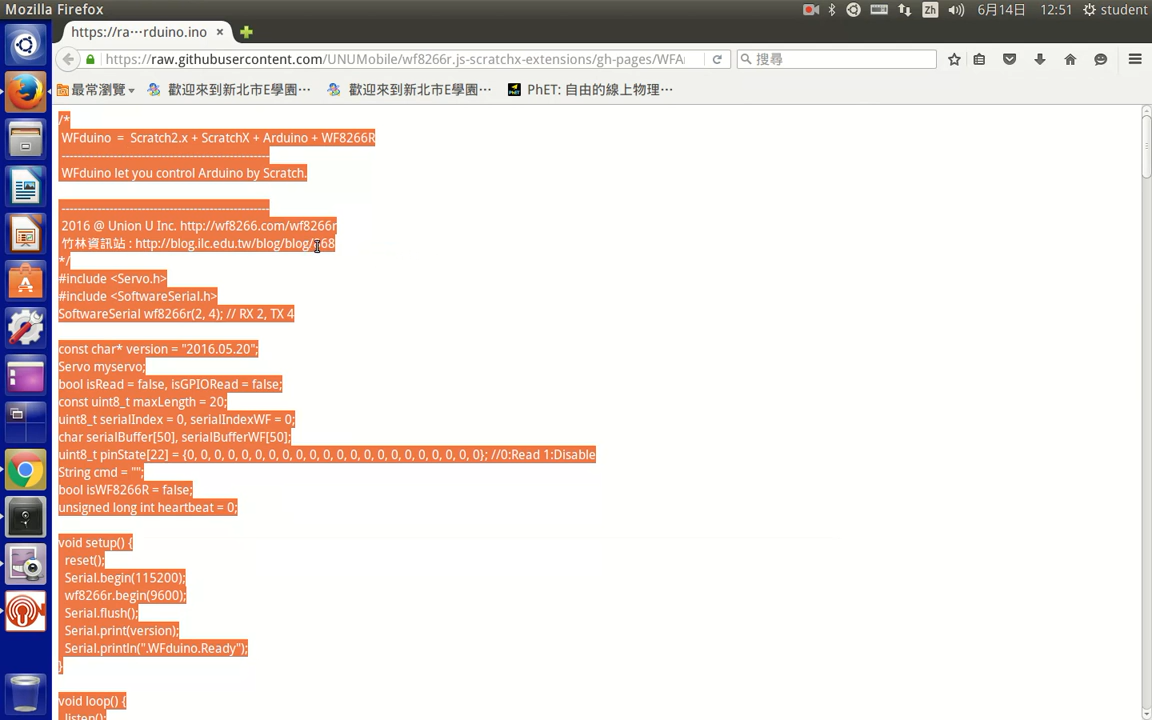 Mozilla Firefox
Zh
6月14日
12:51
student
https://ra…rduino.ino
https://raw.githubusercontent.com/UNUMobile/wf8266r.js-scratchx-extensions/gh-pages/WFA
搜尋
最常瀏覽
歡迎來到新北市E學園…
歡迎來到新北市E學園…
PhET: 自由的線上物理…
/*
WFduino = Scratch2.x + ScratchX + Arduino + WF8266R
--------------------------------------------------
WFduino let you control Arduino by Scratch.
--------------------------------------------------
2016 @ Union U Inc. http://wf8266.com/wf8266r
竹林資訊站 : http://blog.ilc.edu.tw/blog/blog/868
*/
#include <Servo.h>
#include <SoftwareSerial.h>
SoftwareSerial wf8266r(2, 4); // RX 2, TX 4
const char* version = "2016.05.20";
Servo myservo;
bool isRead = false, isGPIORead = false;
const uint8_t maxLength = 20;
uint8_t serialIndex = 0, serialIndexWF = 0;
char serialBuffer[50], serialBufferWF[50];
uint8_t pinState[22] = {0, 0, 0, 0, 0, 0, 0, 0, 0, 0, 0, 0, 0, 0, 0, 0, 0, 0, 0, 0, 0, 0}; //0:Read 1:Disable
String cmd = "";
bool isWF8266R = false;
unsigned long int heartbeat = 0;
void setup() {
reset();
Serial.begin(115200);
wf8266r.begin(9600);
Serial.flush();
Serial.print(version);
Serial.println(".WFduino.Ready");
}
void loop() {
listen();